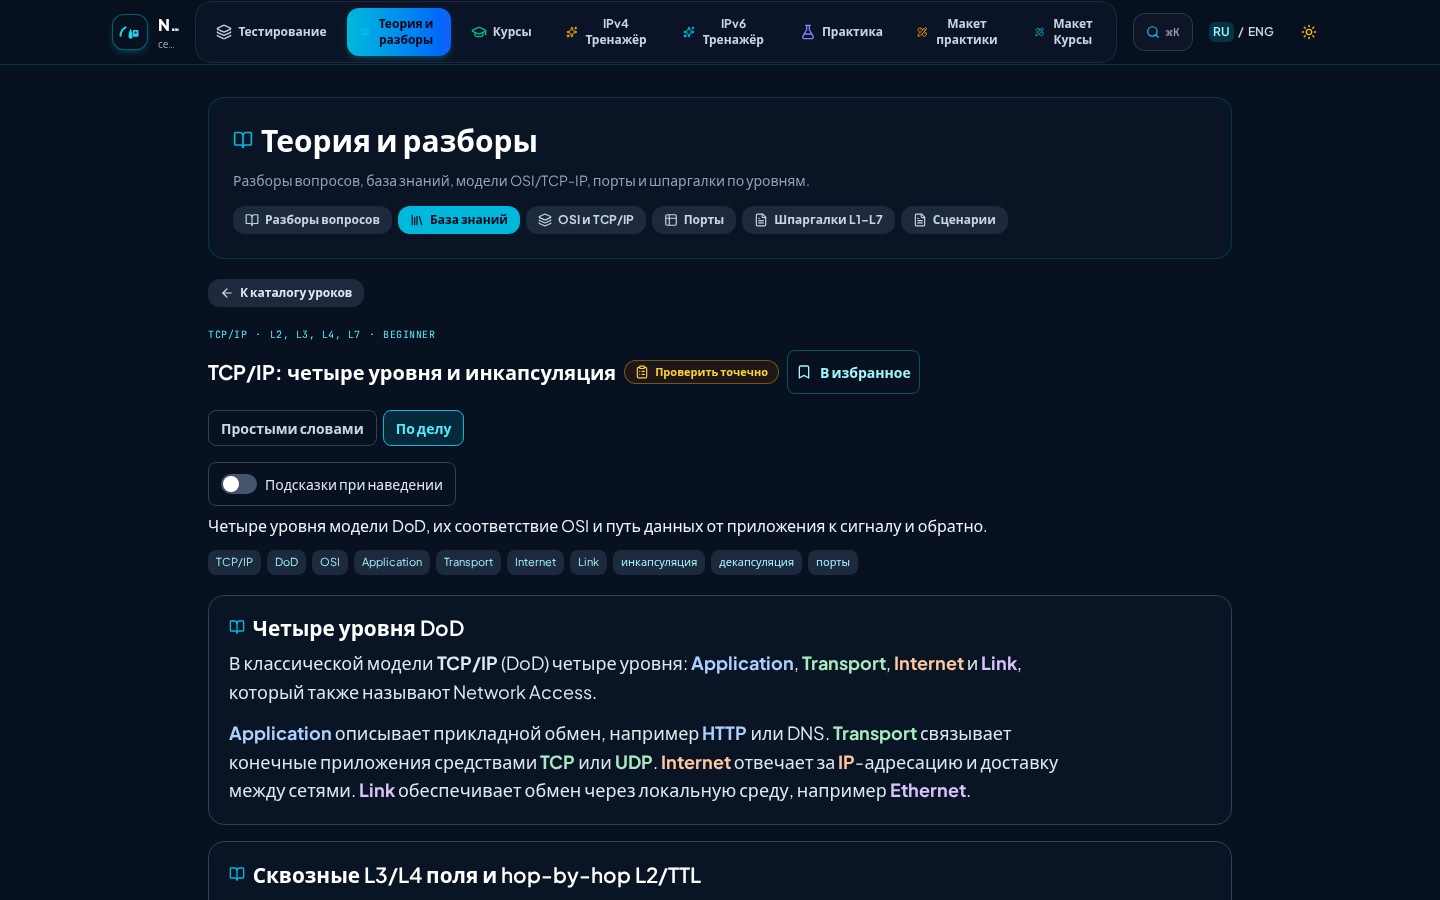 N…
се…
Тестирование
Теория и
разборы
Курсы
IPv4
Тренажёр
IPv6
Тренажёр
Практика
Макет
практики
Макет
Курсы
⌘K
RU / ENG
Теория и разборы
Разборы вопросов, база знаний, модели OSI/TCP-IP, порты и шпаргалки по уровням.
Разборы вопросов
База знаний
OSI и TCP/IP
Порты
Шпаргалки L1–L7
Сценарии
К каталогу уроков
TCP/IP · L2, L3, L4, L7 · BEGINNER
TCP/IP: четыре уровня и инкапсуляция
Проверить точечно
В избранное
Простыми словами
По делу
Подсказки при наведении
Четыре уровня модели DoD, их соответствие OSI и путь данных от приложения к сигналу и обратно.
TCP/IP
DoD
OSI
Application
Transport
Internet
Link
инкапсуляция
декапсуляция
порты
Четыре уровня DoD
В классической модели TCP/IP (DoD) четыре уровня: Application, Transport, Internet и Link,
который также называют Network Access.
Application описывает прикладной обмен, например HTTP или DNS. Transport связывает
конечные приложения средствами TCP или UDP. Internet отвечает за IP-адресацию и доставку
между сетями. Link обеспечивает обмен через локальную среду, например Ethernet.
Сквозные L3/L4 поля и hop-by-hop L2/TTL